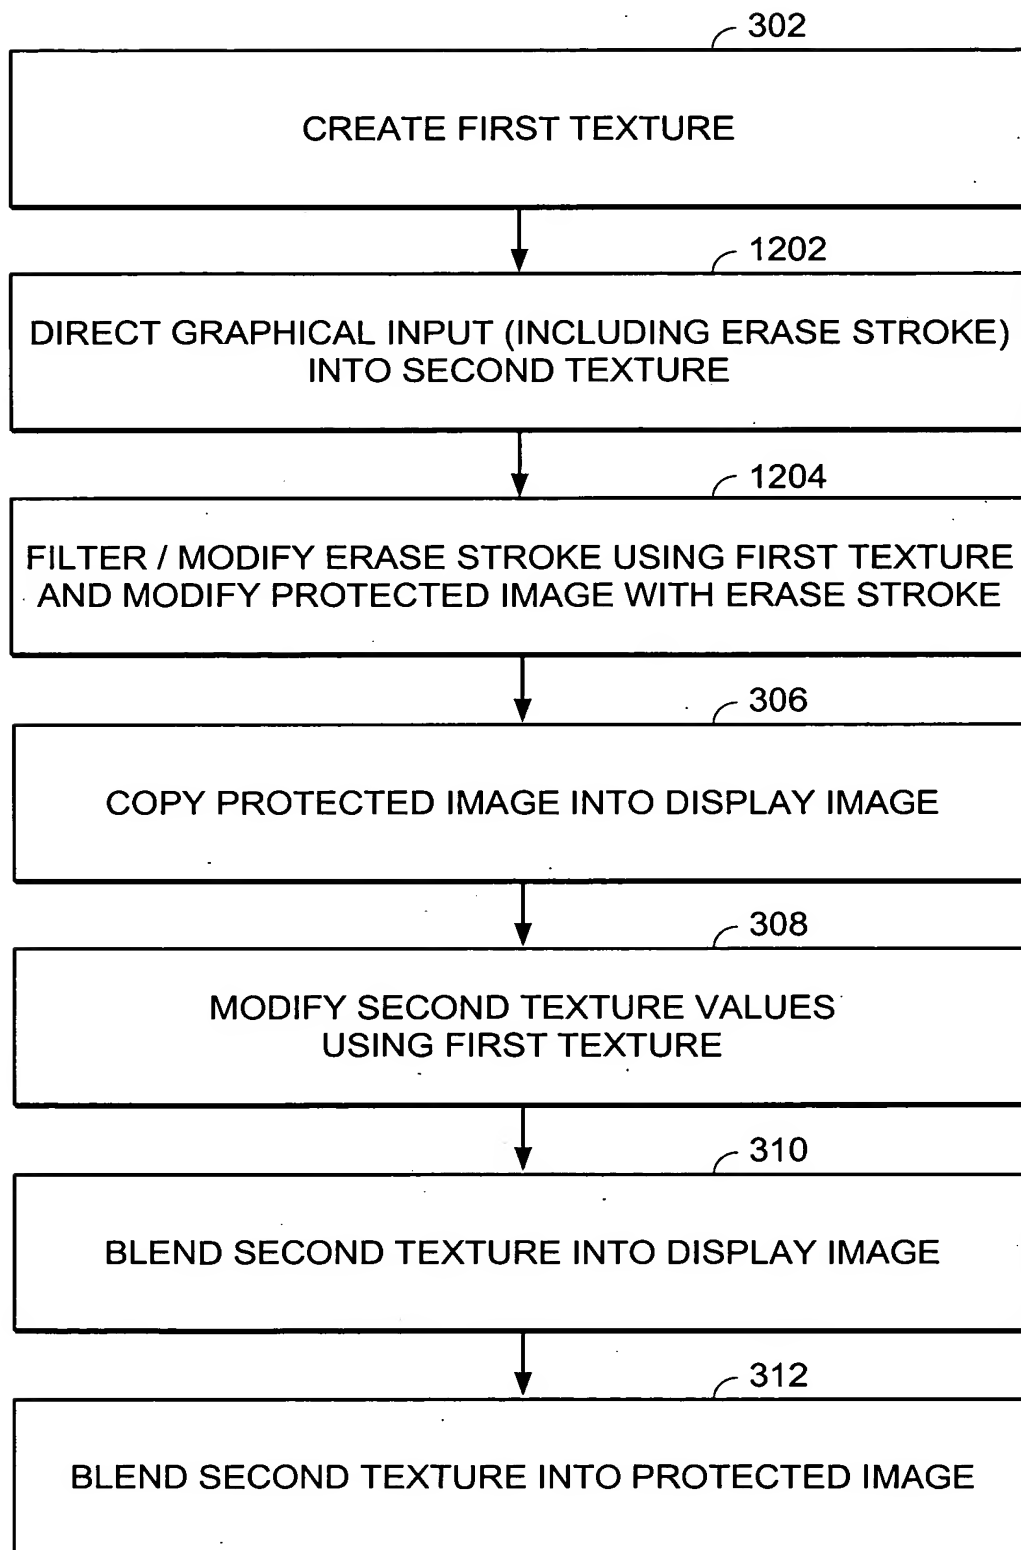 302
CREATE FIRST TEXTURE
1202
DIRECT GRAPHICAL INPUT (INCLUDING ERASE STROKE)
INTO SECOND TEXTURE
1204
FILTER / MODIFY ERASE STROKE USING FIRST TEXTURE
AND MODIFY PROTECTED IMAGE WITH ERASE STROKE
306
COPY PROTECTED IMAGE INTO DISPLAY IMAGE
308
MODIFY SECOND TEXTURE VALUES
USING FIRST TEXTURE
310
BLEND SECOND TEXTURE INTO DISPLAY IMAGE
312
BLEND SECOND TEXTURE INTO PROTECTED IMAGE